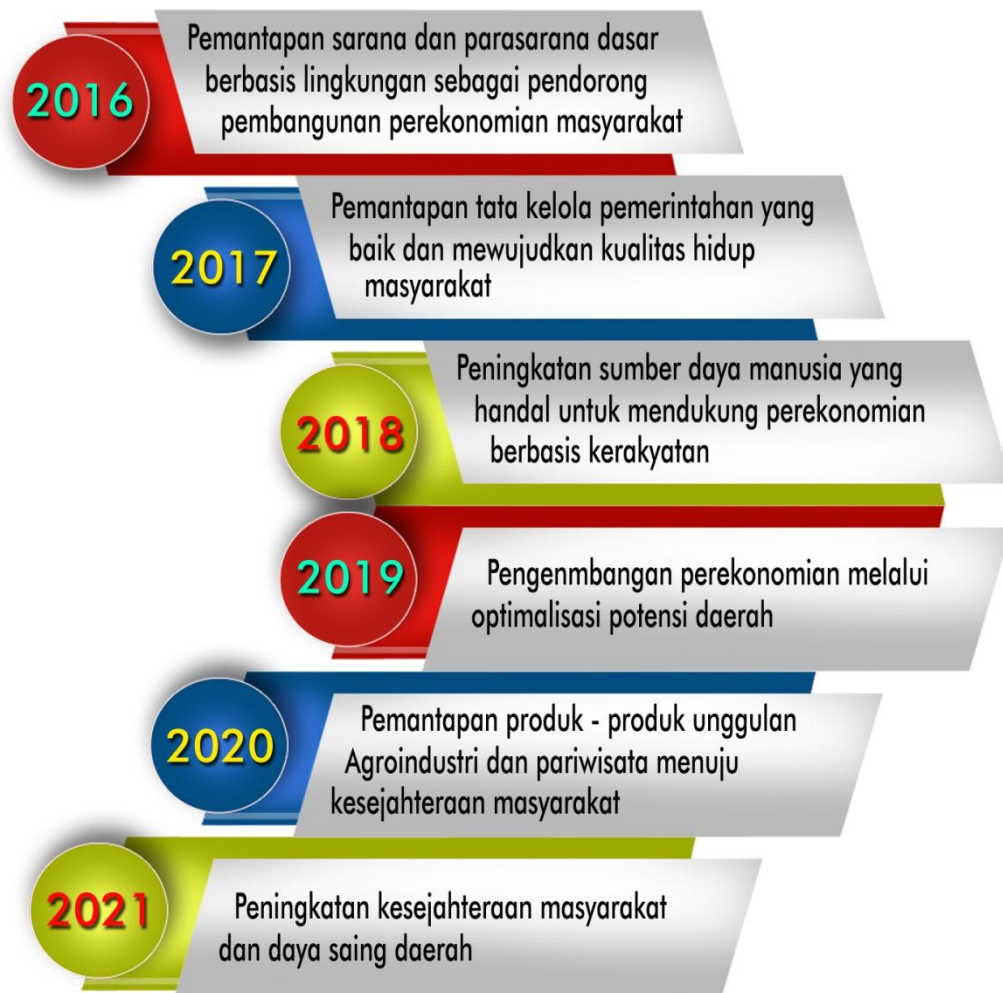 2016
Pemantapan sarana dan parasarana dasar
berbasis lingkungan sebagai pendorong
pembangunan perekonomian masyarakat
2017
Pemantapan tata kelola pemerintahan yang
baik dan mewujudkan kualitas hidup
masyarakat
2018
Peningkatan sumber daya manusia yang
handal untuk mendukung perekonomian
berbasis kerakyatan
2019
Pengenmbangan perekonomian melalui
optimalisasi potensi daerah
2020
Pemantapan produk - produk unggulan
Agroindustri dan pariwisata menuju
kesejahteraan masyarakat
2021
Peningkatan kesejahteraan masyarakat
dan daya saing daerah